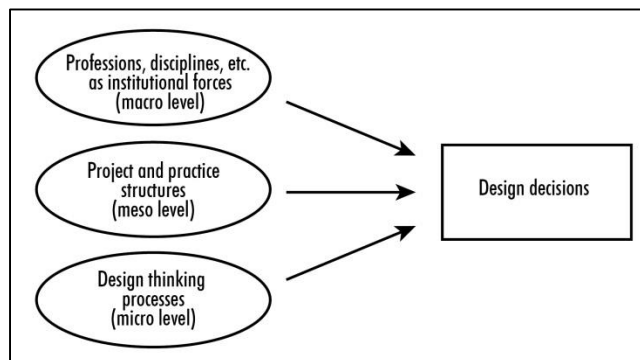 Professions, disciplines, etc.
as institutional forces
(macro level)
Project and practice
structures
(meso level)
Design thinking
processes
(micro level)
Design decisions